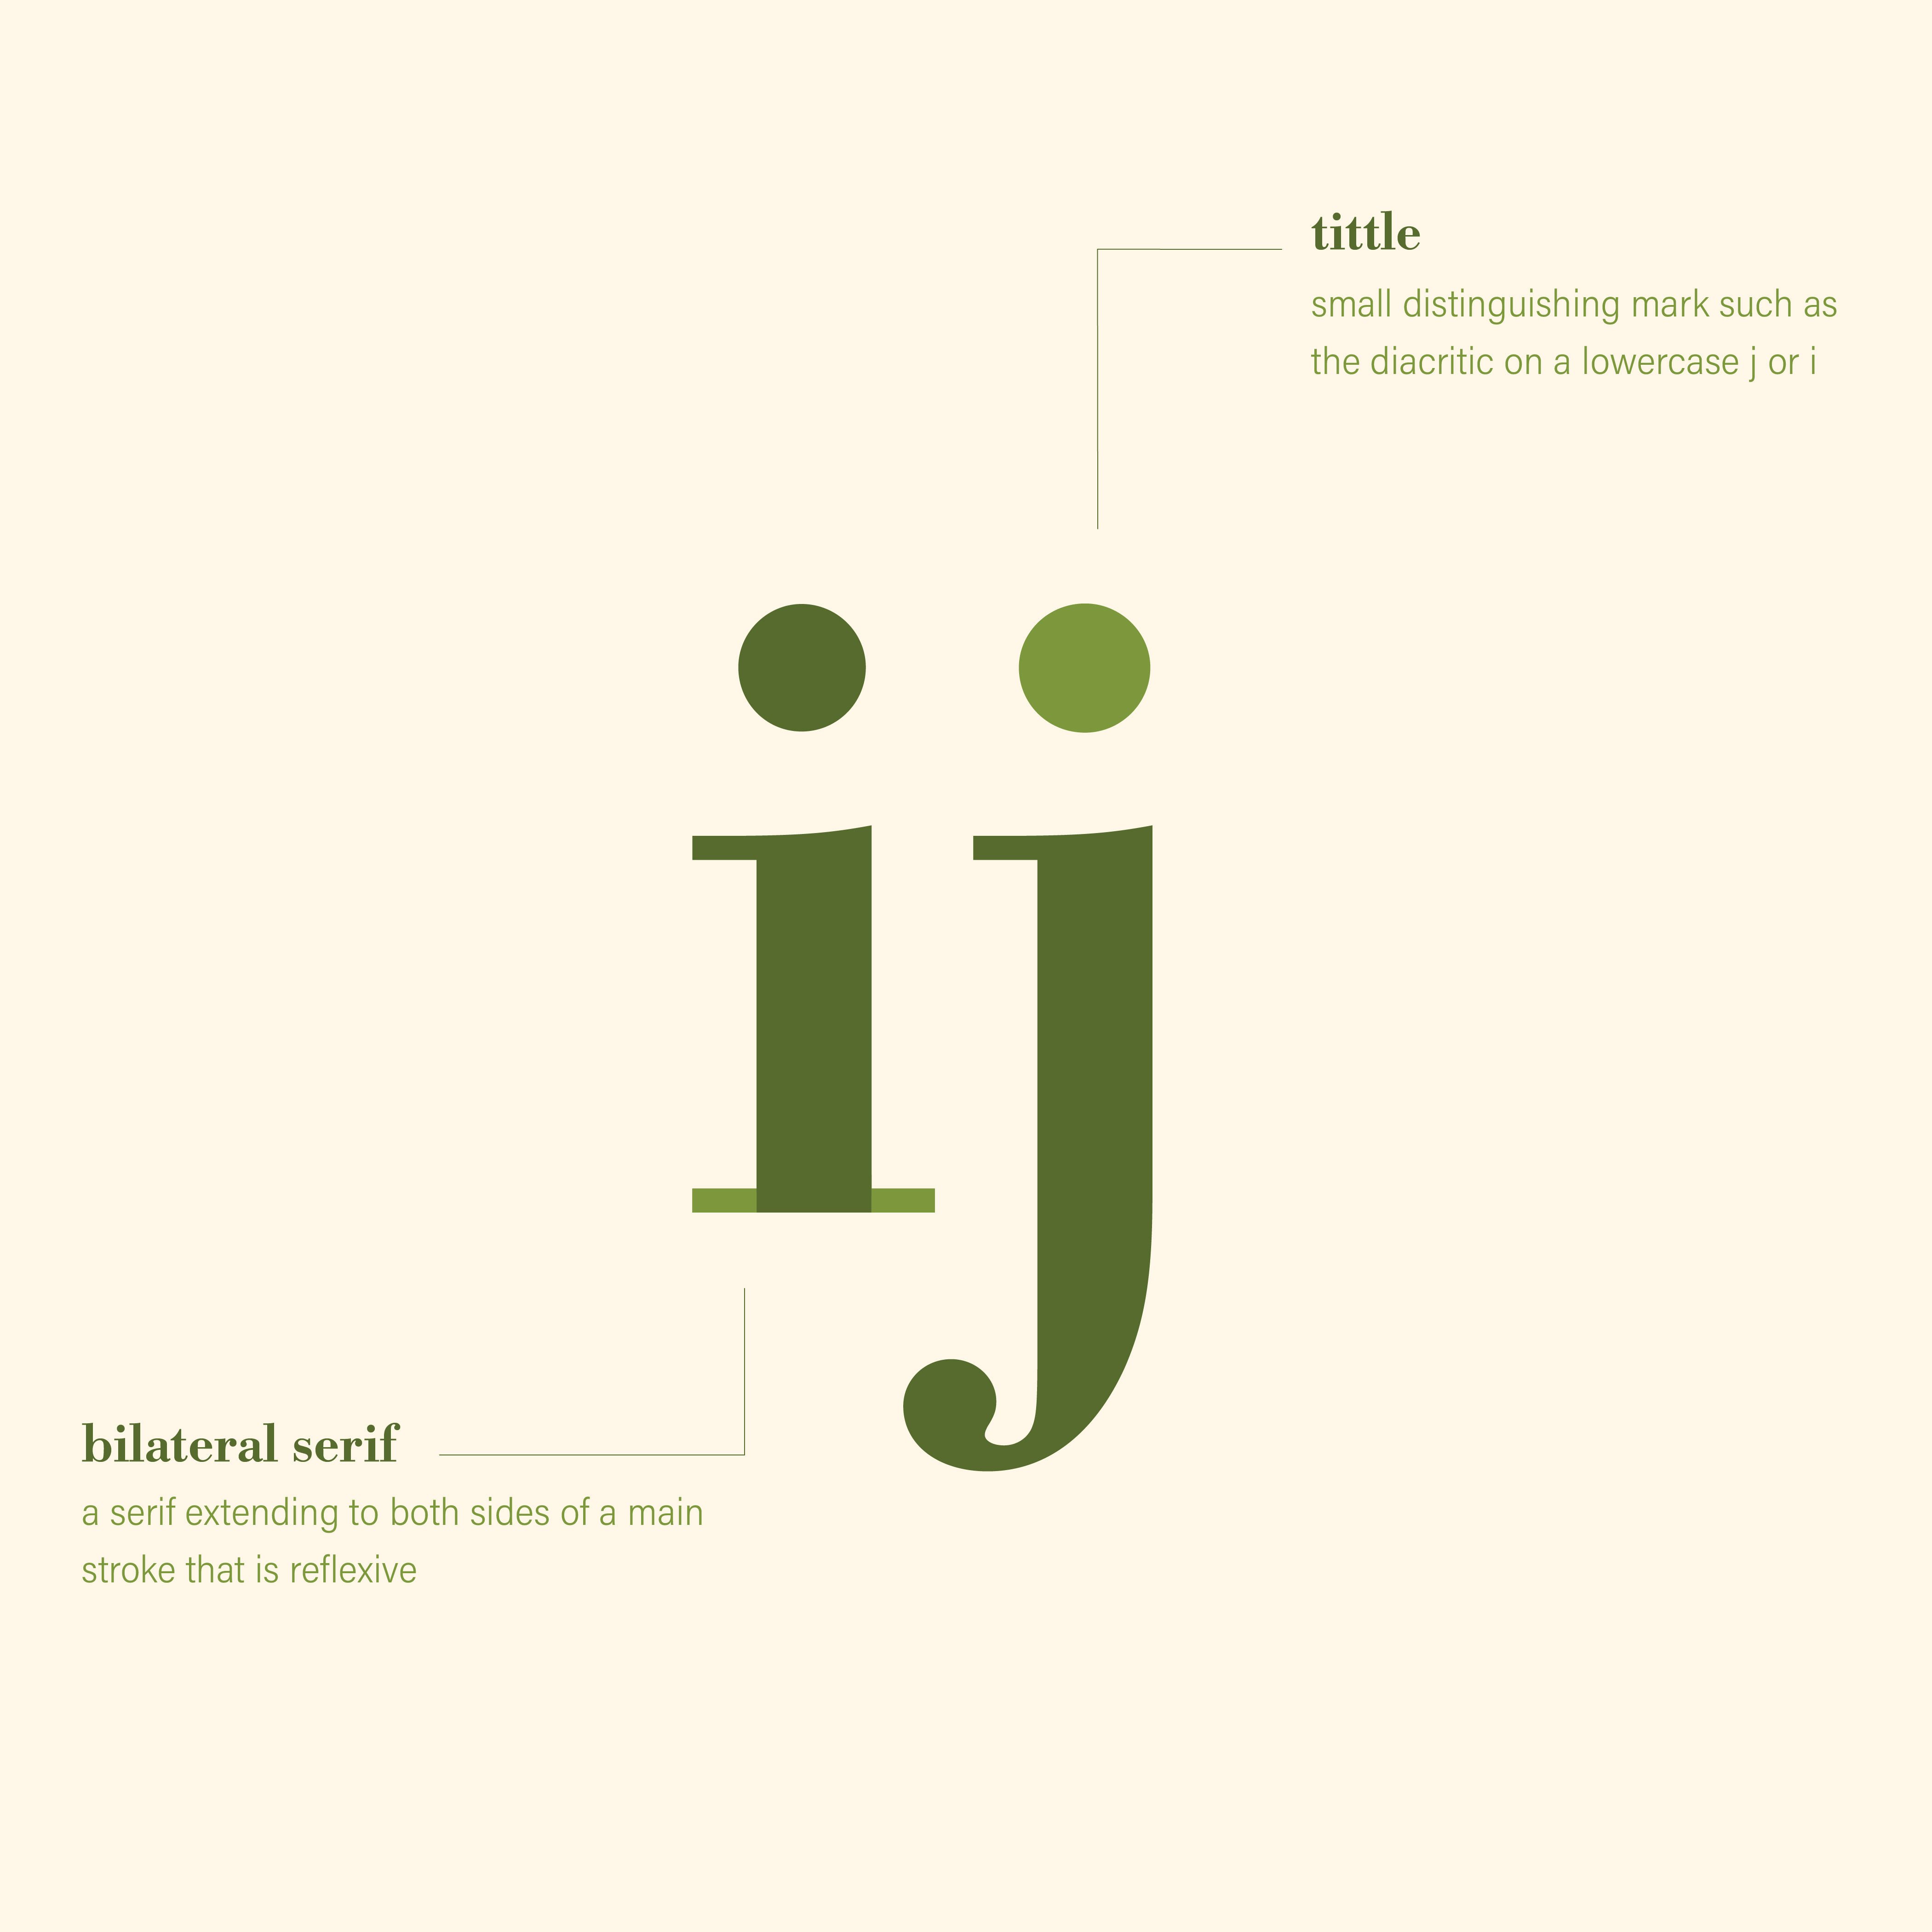 tittle
small distinguishing mark such as
the diacritic on a lowercase j or i
ij
bilateral serif
a serif extending to both sides of a main
stroke that is reflexive